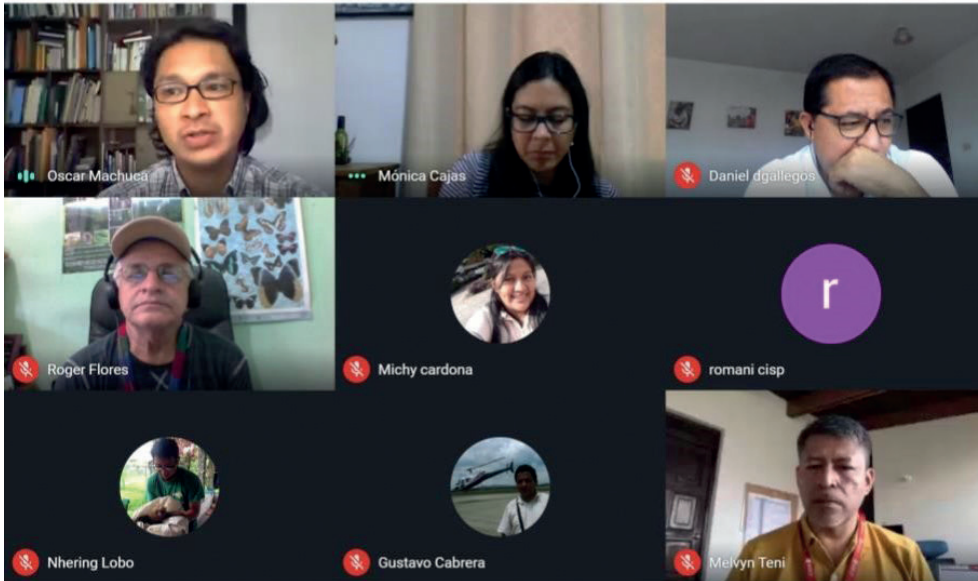 Oscar Machuca
Mónica Cajas
Daniel dgallegos
Roger Flores
Michy cardona
r
romani cisp
Nhering Lobo
Gustavo Cabrera
Melvyn Teni